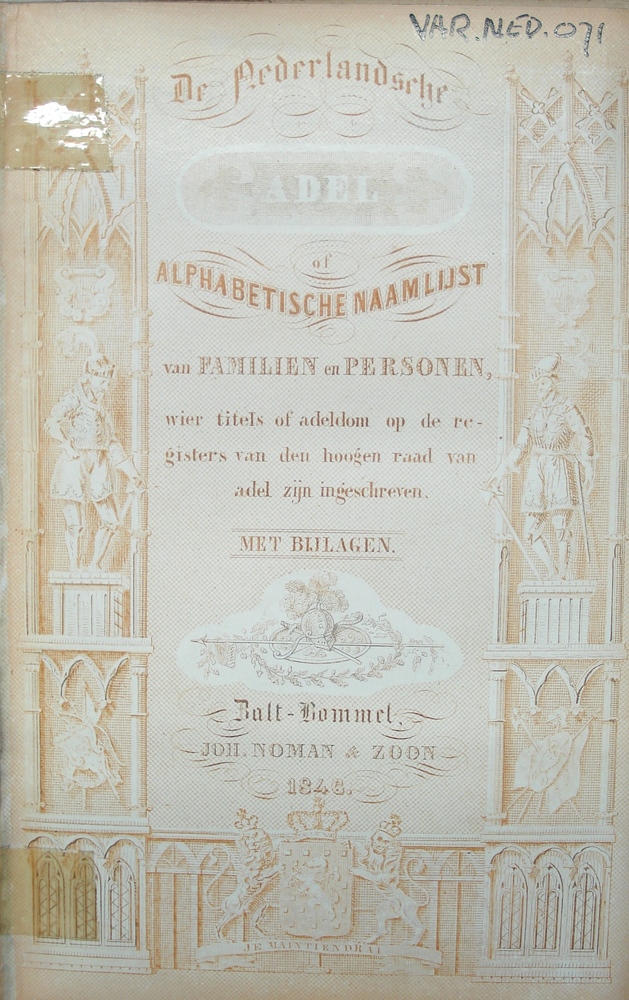 VAR. NED. 071
De Nederlandsche
ADEL
of
ALPHABETISCHE NAAMLIJST
van FAMILIEN en PERSONEN,
wier titels of adeldom op de re-
gisters van den hoogen raad van
adel zijn ingeschreven.
MET BIJLAGEN.
Zalt-Bommel,
JOH. NOMAN & ZOON
1846.
JE MAINTIENDRAI